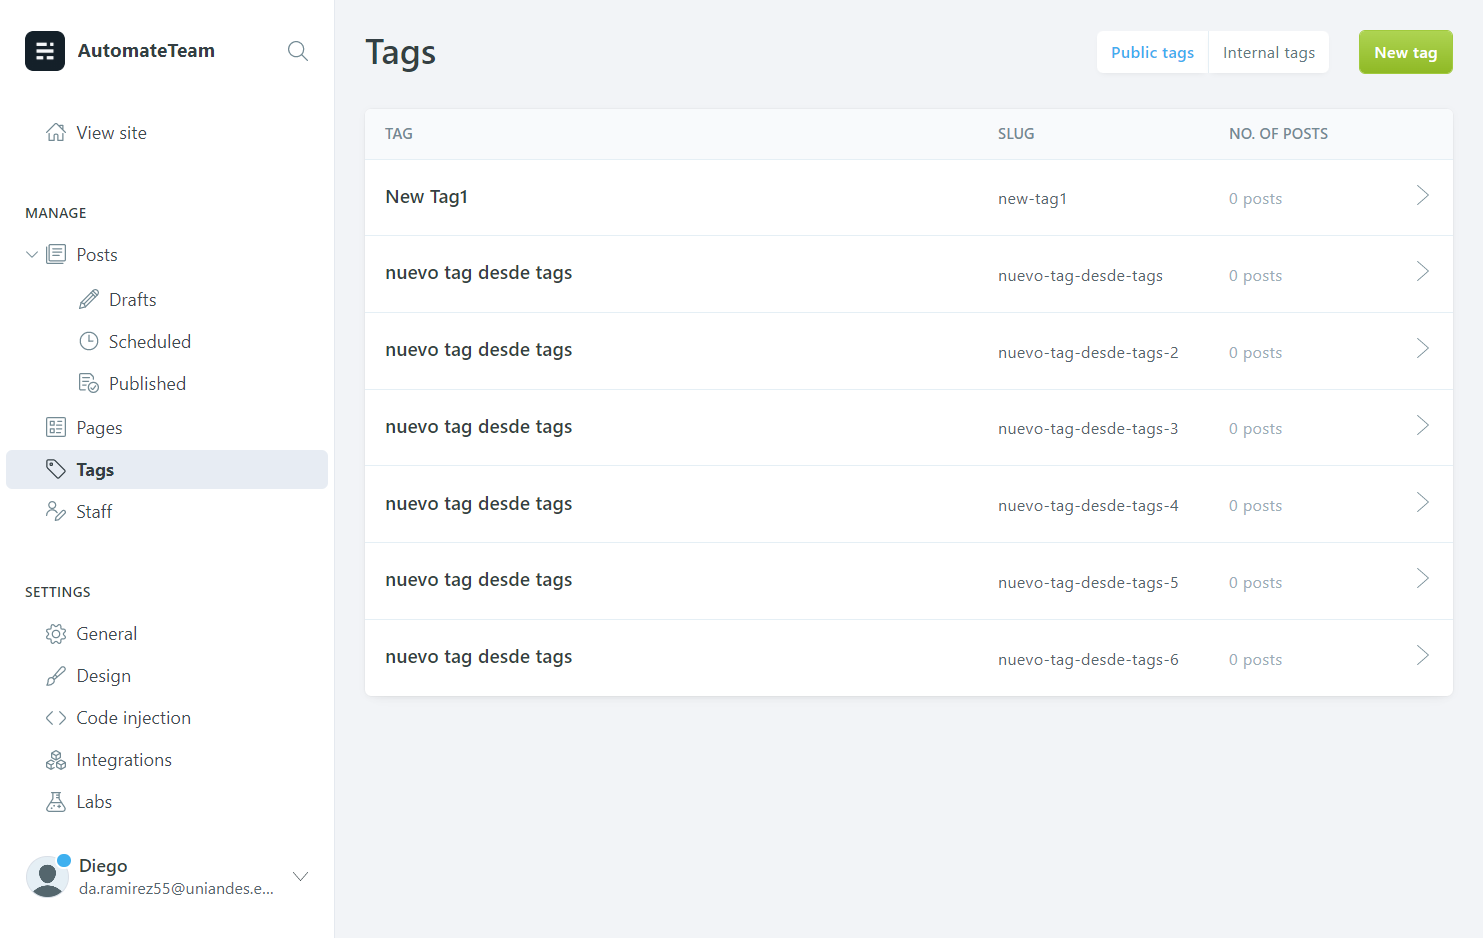 AutomateTeam
View site
MANAGE
Posts
Drafts
Scheduled
Published
Pages
Tags
Staff
SETTINGS
General
Design
Code injection
Integrations
Labs
Diego
da.ramirez55@uniandes.e...
Tags
Public tags
Internal tags
New tag
TAG SLUG NO. OF POSTS
New Tag1 new-tag1 0 posts
nuevo tag desde tags nuevo-tag-desde-tags 0 posts
nuevo tag desde tags nuevo-tag-desde-tags-2 0 posts
nuevo tag desde tags nuevo-tag-desde-tags-3 0 posts
nuevo tag desde tags nuevo-tag-desde-tags-4 0 posts
nuevo tag desde tags nuevo-tag-desde-tags-5 0 posts
nuevo tag desde tags nuevo-tag-desde-tags-6 0 posts